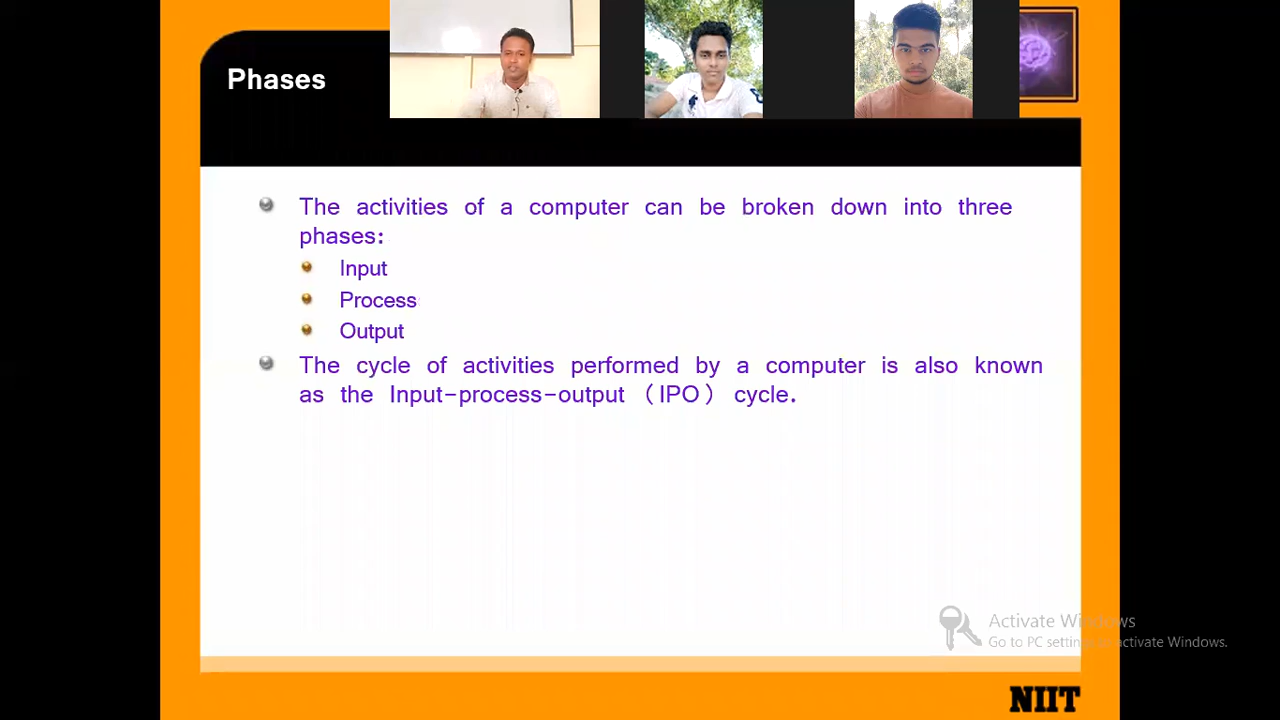 Phases
The activities of a computer can be broken down into three
phases:
Input
Process
Output
The cycle of activities performed by a computer is also known
as the Input-process-output (IPO) cycle.
Activate Windows
Go to PC settings to activate Windows.
NIIT